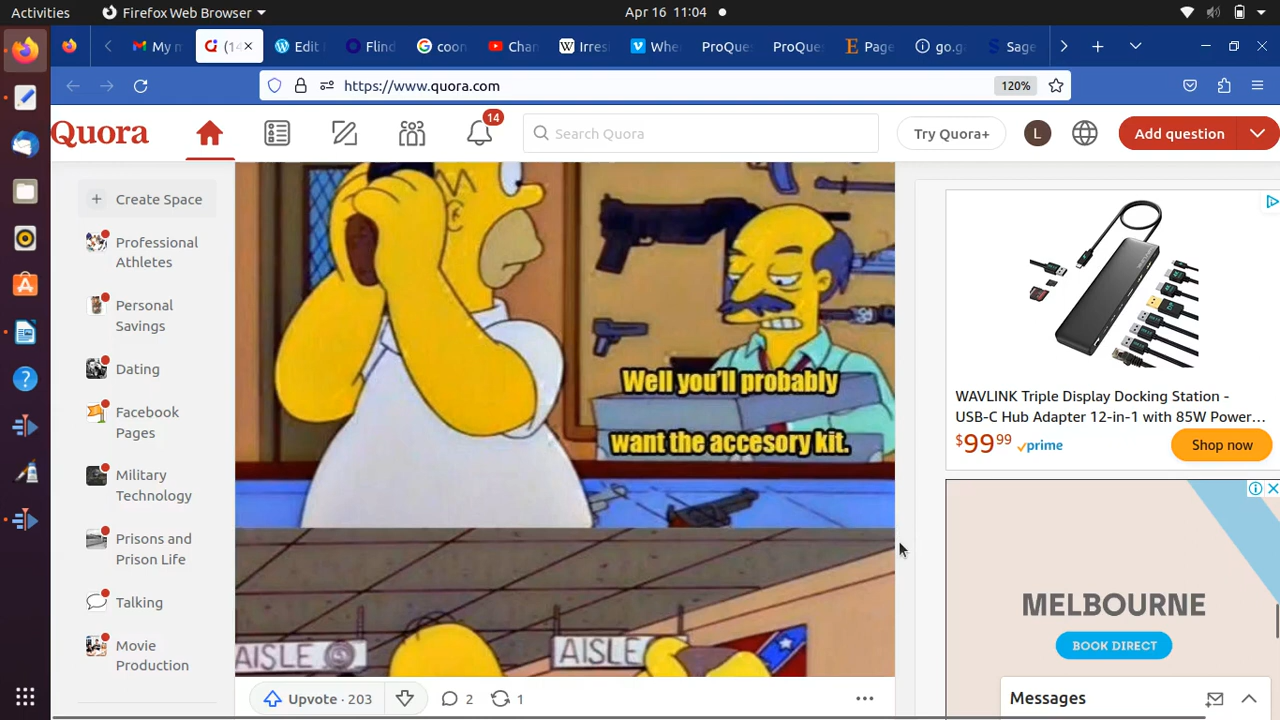 Activities
Firefox Web Browser
Apr 16 11:04
My m
(14
Edit
Flind
coon
Chan
Irres
Whe
ProQues
ProQue
Page
go.g
Sage
https://www.quora.com
120%
Quora
14
Search Quora
Try Quora+
L
Add question
Create Space
Professional
Athletes
Personal
Savings
Dating
Facebook
Pages
Military
Technology
Prisons and
Prison Life
Talking
Movie
Production
Well you'll probably
want the accesory kit.
AISLE
AISLE
Upvote · 203
2
1
WAVLINK Triple Display Docking Station -
USB-C Hub Adapter 12-in-1 with 85W Power...
$99 99 prime
Shop now
MELBOURNE
BOOK DIRECT
Messages